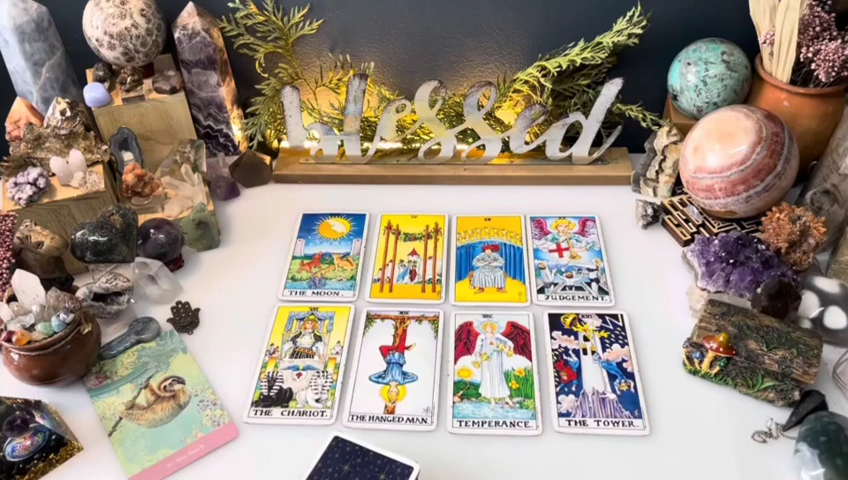 blessed
THE MOON.
JUDGEMENT.
THE CHARIOT.
THE HANGED MAN.
TEMPERANCE.
THE TOWER.